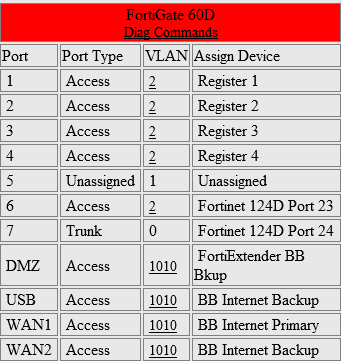 FortiGate 60D
Diag Commands
Port Port Type VLAN Assign Device
1 Access 2 Register 1
2 Access 2 Register 2
3 Access 2 Register 3
4 Access 2 Register 4
5 Unassigned 1 Unassigned
6 Access 2 Fortinet 124D Port 23
7 Trunk 0 Fortinet 124D Port 24
DMZ Access 1010 FortiExtender BB
Bkup
USB Access 1010 BB Internet Backup
WAN1 Access 1010 BB Internet Primary
WAN2 Access 1010 BB Internet Backup